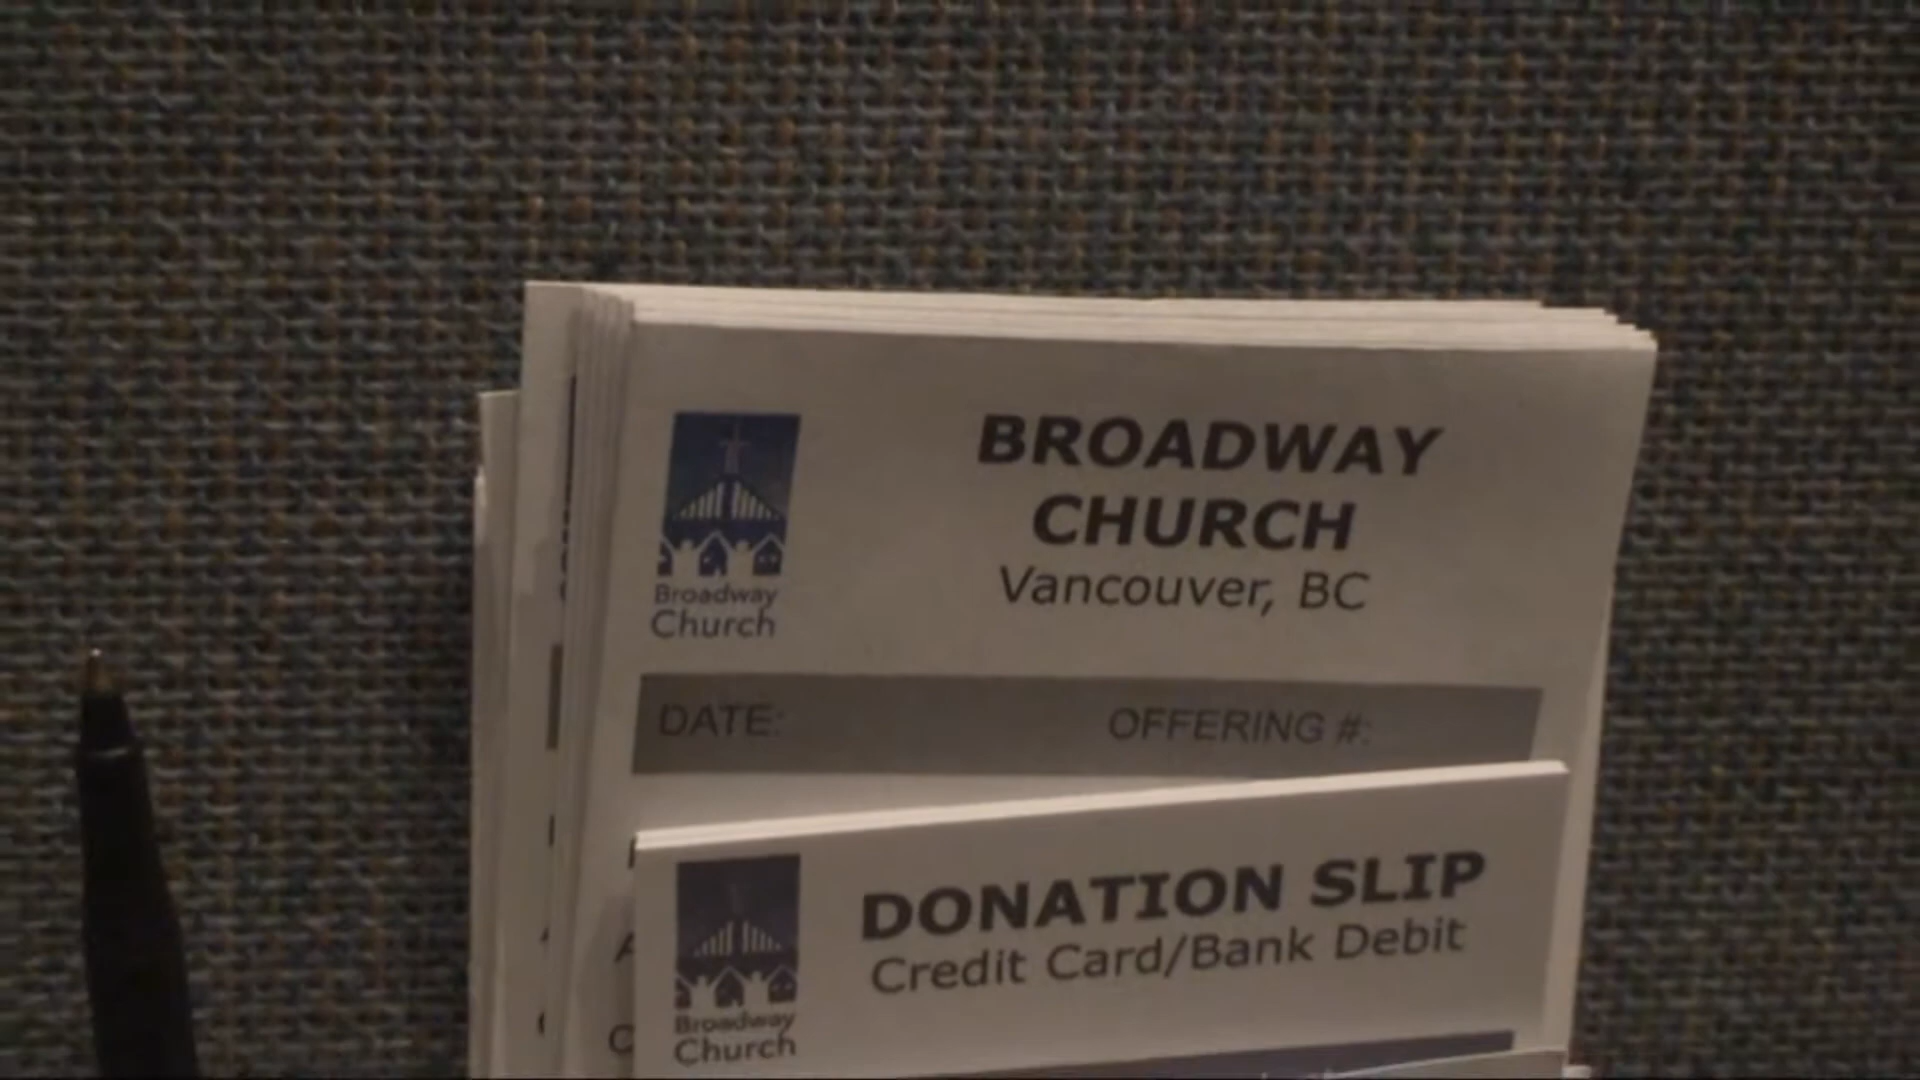 BROADWAY
CHURCH
Vancouver, BC
Broadway
Church
DATE: OFFERING #:
DONATION SLIP
Credit Card/Bank Debit
Broadway
Church